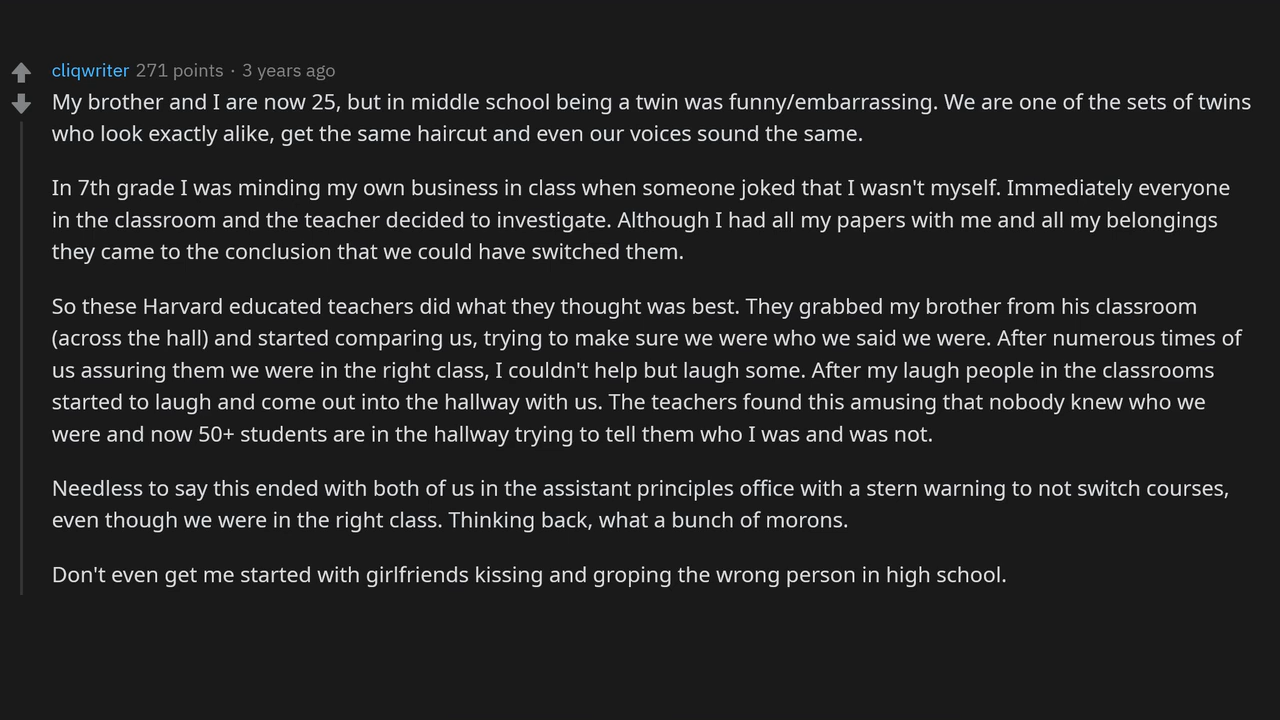 cliqwriter 271 points · 3 years ago
My brother and I are now 25, but in middle school being a twin was funny/embarrassing. We are one of the sets of twins
who look exactly alike, get the same haircut and even our voices sound the same.
In 7th grade I was minding my own business in class when someone joked that I wasn't myself. Immediately everyone
in the classroom and the teacher decided to investigate. Although I had all my papers with me and all my belongings
they came to the conclusion that we could have switched them.
So these Harvard educated teachers did what they thought was best. They grabbed my brother from his classroom
(across the hall) and started comparing us, trying to make sure we were who we said we were. After numerous times of
us assuring them we were in the right class, I couldn't help but laugh some. After my laugh people in the classrooms
started to laugh and come out into the hallway with us. The teachers found this amusing that nobody knew who we
were and now 50+ students are in the hallway trying to tell them who I was and was not.
Needless to say this ended with both of us in the assistant principles office with a stern warning to not switch courses,
even though we were in the right class. Thinking back, what a bunch of morons.
Don't even get me started with girlfriends kissing and groping the wrong person in high school.